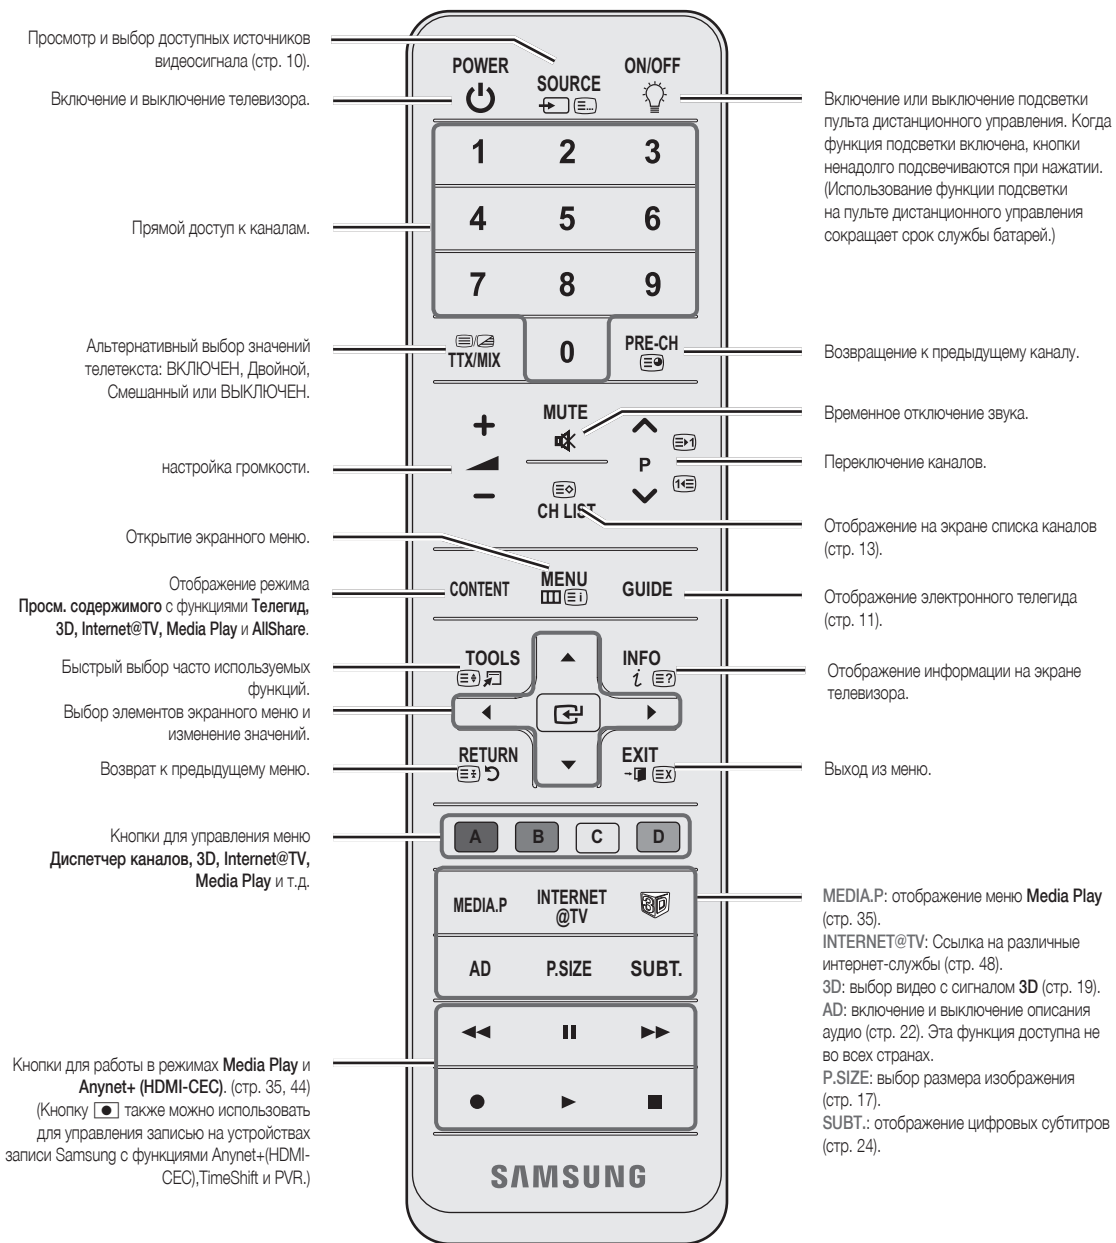 Просмотр и выбор доступных источников
видеосигнала (стр. 10).
Включение и выключение телевизора.
Прямой доступ к каналам.
Альтернативный выбор значений
телетекста: ВКЛЮЧЕН, Двойной,
Смешанный или ВЫКЛЮЧЕН.
настройка громкости.
Открытие экранного меню.
Отображение режима
Просм. содержимого с функциями Телегид,
3D, Internet@TV, Media Play и AllShare.
Быстрый выбор часто используемых
функций.
Выбор элементов экранного меню и
изменение значений.
Возврат к предыдущему меню.
Кнопки для управления меню
Диспетчер каналов, 3D, Internet@TV,
Media Play и т.д.
Кнопки для работы в режимах Media Play и
Anynet+ (HDMI-CEC). (стр. 35, 44)
(Кнопку также можно использовать
для управления записью на устройствах
записи Samsung с функциями Anynet+(HDMI-
CEC),TimeShift и PVR.)
POWER
SOURCE
ON/OFF
1 2 3
4 5 6
7 8 9
TTX/MIX
0
PRE-CH
+
MUTE
P
−
CH LIST
CONTENT
MENU
GUIDE
TOOLS
INFO
RETURN
EXIT
A B C D
MEDIA.P
INTERNET
@TV
3D
AD
P.SIZE
SUBT.
SAMSUNG
Включение или выключение подсветки
пульта дистанционного управления. Когда
функция подсветки включена, кнопки
ненадолго подсвечиваются при нажатии.
(Использование функции подсветки
на пульте дистанционного управления
сокращает срок службы батарей.)
Возвращение к предыдущему каналу.
Временное отключение звука.
Переключение каналов.
Отображение на экране списка каналов
(стр. 13).
Отображение электронного телегида
(стр. 11).
Отображение информации на экране
телевизора.
Выход из меню.
MEDIA.P: отображение меню Media Play
(стр. 35).
INTERNET@TV: Ссылка на различные
интернет-службы (стр. 48).
3D: выбор видео с сигналом 3D (стр. 19).
AD: включение и выключение описания
аудио (стр. 22). Эта функция доступна не
во всех странах.
P.SIZE: выбор размера изображения
(стр. 17).
SUBT.: отображение цифровых субтитров
(стр. 24).